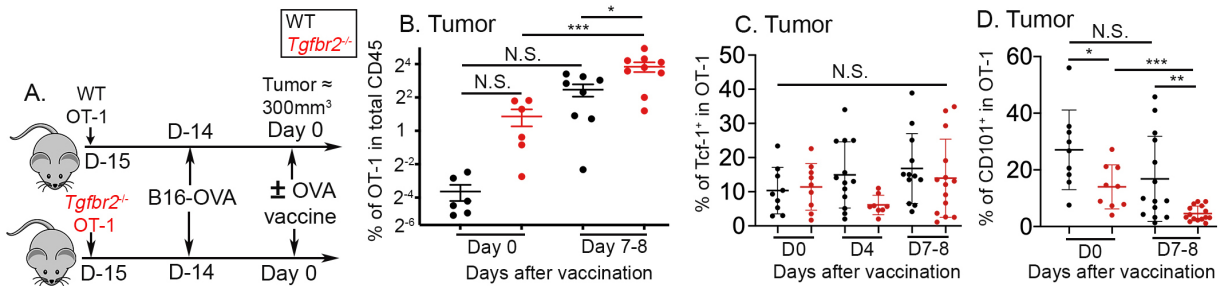 WT
Tgfbr2-/-
A.
WT
OT-1
D-15
D-14
Tumor ≈
300mm³
Day 0
B16-OVA
± OVA
vaccine
Tgfbr2-/-
OT-1
D-15
D-14
Day 0
B. Tumor
% of OT-1 in total CD45
2⁴
2²
1
2⁻²
2⁻⁴
2⁻⁶
N.S.
N.S.
***
*
Day 0
Day 7-8
Days after vaccination
C. Tumor
% of Tcf-1⁺ in OT-1
50
40
30
20
10
0
N.S.
D0
D4
D7-8
Days after vaccination
D. Tumor
% of CD101⁺ in OT-1
60
40
20
0
N.S.
*
***
**
D0
D7-8
Days after vaccination